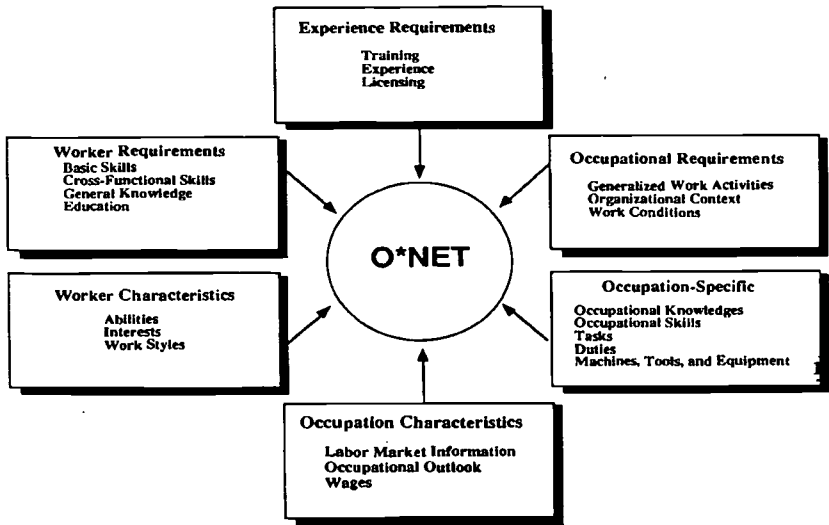 Experience Requirements
Training
Experience
Licensing
Worker Requirements
Basic Skills
Cross-Functional Skills
General Knowledge
Education
Occupational Requirements
Generalized Work Activities
Organizational Context
Work Conditions
O*NET
Worker Characteristics
Abilities
Interests
Work Styles
Occupation-Specific
Occupational Knowledges
Occupational Skills
Tasks
Duties
Machines, Tools, and Equipment
Occupation Characteristics
Labor Market Information
Occupational Outlook
Wages